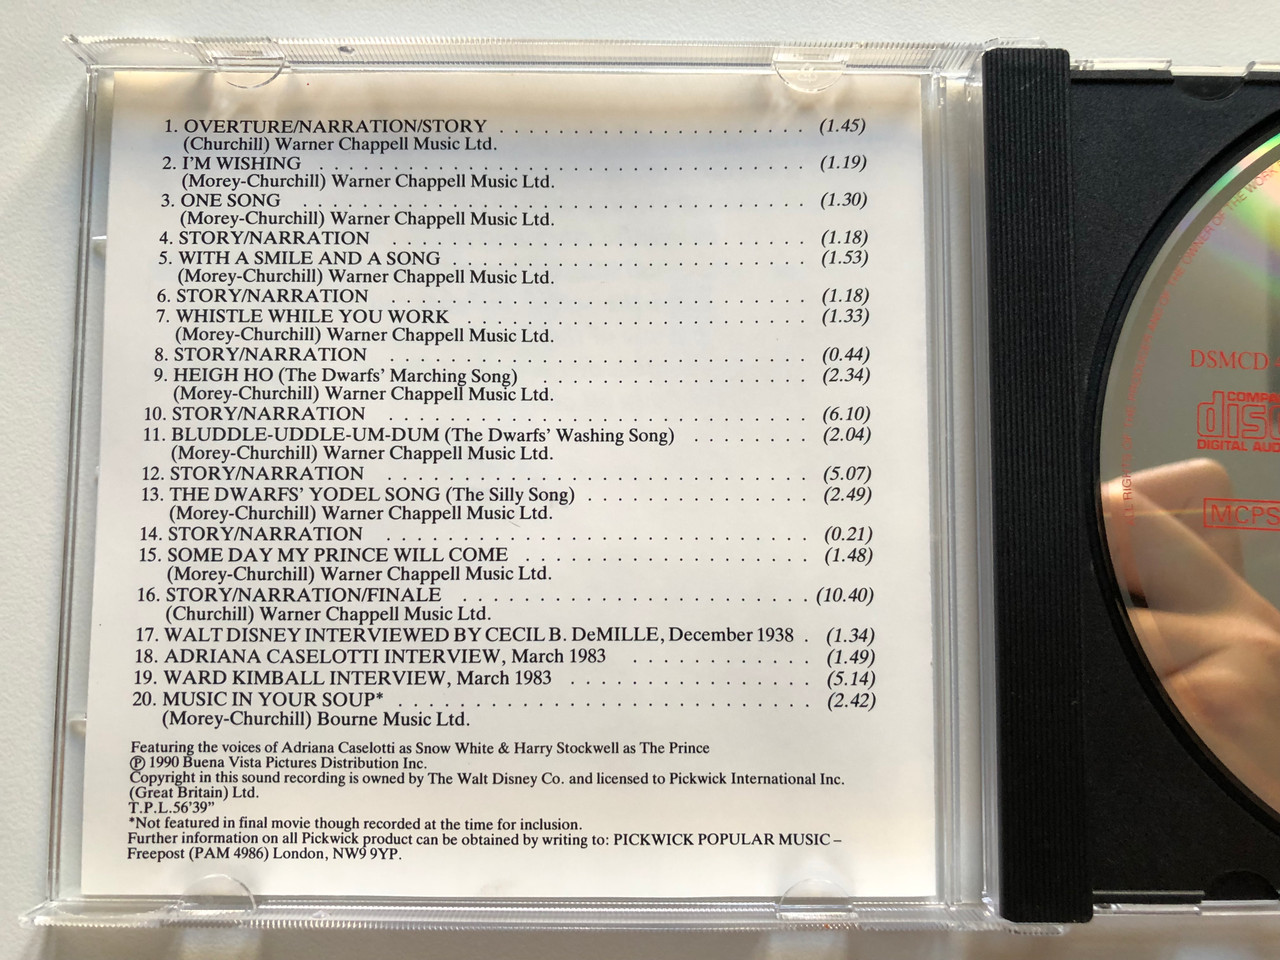 1. OVERTURE/NARRATION/STORY . . . . . . . . . . . . . . . . . . . . . (1.45)
(Churchill) Warner Chappell Music Ltd.
2. I'M WISHING . . . . . . . . . . . . . . . . . . . . . . . . . . . . . . . . . (1.19)
(Morey-Churchill) Warner Chappell Music Ltd.
3. ONE SONG . . . . . . . . . . . . . . . . . . . . . . . . . . . . . . . . . . (1.30)
(Morey-Churchill) Warner Chappell Music Ltd.
4. STORY/NARRATION . . . . . . . . . . . . . . . . . . . . . . . . . . . . (1.18)
5. WITH A SMILE AND A SONG . . . . . . . . . . . . . . . . . . . . . . . . (1.53)
(Morey-Churchill) Warner Chappell Music Ltd.
6. STORY/NARRATION . . . . . . . . . . . . . . . . . . . . . . . . . . . . (1.18)
7. WHISTLE WHILE YOU WORK . . . . . . . . . . . . . . . . . . . . . . . (1.33)
(Morey-Churchill) Warner Chappell Music Ltd.
8. STORY/NARRATION . . . . . . . . . . . . . . . . . . . . . . . . . . . . (0.44)
9. HEIGH HO (The Dwarfs' Marching Song) . . . . . . . . . . . . . . . . . . (2.34)
(Morey-Churchill) Warner Chappell Music Ltd.
10. STORY/NARRATION . . . . . . . . . . . . . . . . . . . . . . . . . . . . (6.10)
11. BLUDDLE-UDDLE-UM-DUM (The Dwarfs' Washing Song) . . . . . . . . (2.04)
(Morey-Churchill) Warner Chappell Music Ltd.
12. STORY/NARRATION . . . . . . . . . . . . . . . . . . . . . . . . . . . . (5.07)
13. THE DWARFS' YODEL SONG (The Silly Song) . . . . . . . . . . . . . . . (2.49)
(Morey-Churchill) Warner Chappell Music Ltd.
14. STORY/NARRATION . . . . . . . . . . . . . . . . . . . . . . . . . . . . (0.21)
15. SOME DAY MY PRINCE WILL COME . . . . . . . . . . . . . . . . . . . (1.48)
(Morey-Churchill) Warner Chappell Music Ltd.
16. STORY/NARRATION/FINALE . . . . . . . . . . . . . . . . . . . . . . . (10.40)
(Churchill) Warner Chappell Music Ltd.
17. WALT DISNEY INTERVIEWED BY CECIL B. DeMILLE, December 1938 . (1.34)
18. ADRIANA CASELOTTI INTERVIEW, March 1983 . . . . . . . . . . . . (1.49)
19. WARD KIMBALL INTERVIEW, March 1983 . . . . . . . . . . . . . . . . (5.14)
20. MUSIC IN YOUR SOUP* . . . . . . . . . . . . . . . . . . . . . . . . . . . (2.42)
(Morey-Churchill) Bourne Music Ltd.
Featuring the voices of Adriana Caselotti as Snow White & Harry Stockwell as The Prince
℗ 1990 Buena Vista Pictures Distribution Inc.
Copyright in this sound recording is owned by The Walt Disney Co. and licensed to Pickwick International Inc.
(Great Britain) Ltd.
T.P.L.56'39"
*Not featured in final movie though recorded at the time for inclusion.
Further information on all Pickwick product can be obtained by writing to: PICKWICK POPULAR MUSIC –
Freepost (PAM 4986) London, NW9 9YP.
OF THE OWNER OF THE WORK
DSMCD
DIGITAL
MCPS